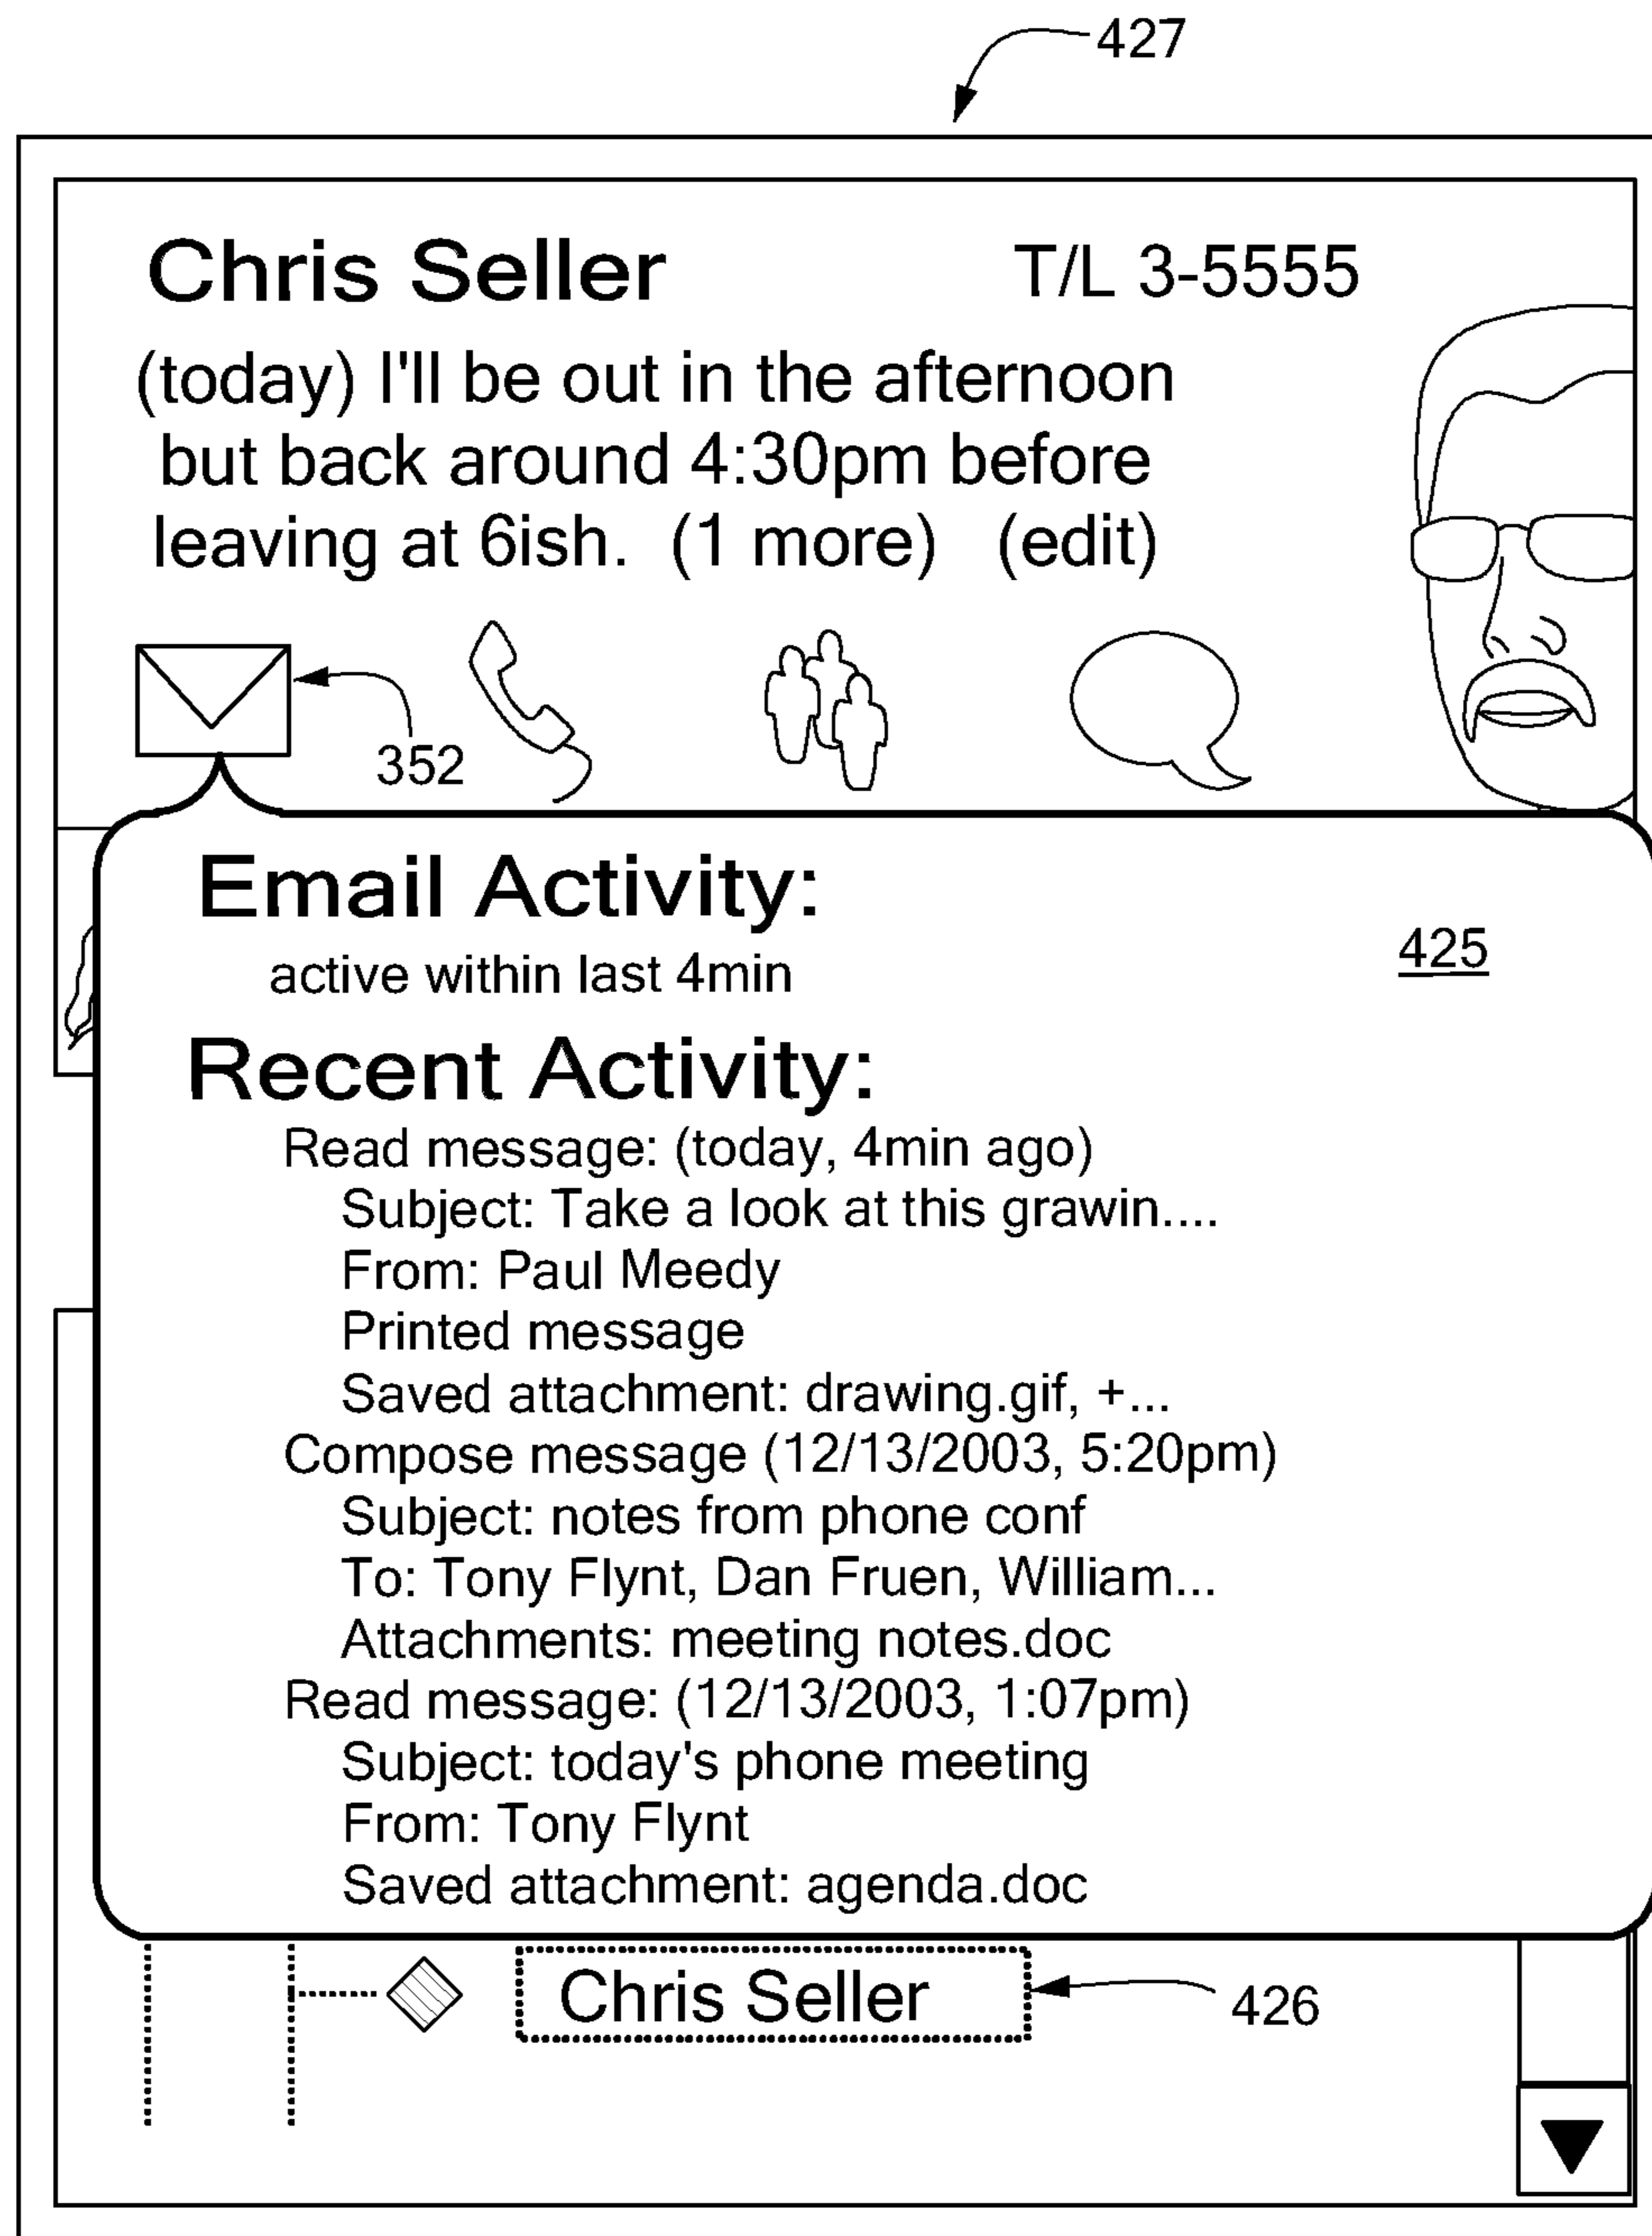 427
Chris Seller T/L 3-5555
(today) I'll be out in the afternoon
but back around 4:30pm before
leaving at 6ish. (1 more) (edit)
352
Email Activity:
425
active within last 4min
Recent Activity:
Read message: (today, 4min ago)
Subject: Take a look at this grawin....
From: Paul Meedy
Printed message
Saved attachment: drawing.gif, +...
Compose message (12/13/2003, 5:20pm)
Subject: notes from phone conf
To: Tony Flynt, Dan Fruen, William...
Attachments: meeting notes.doc
Read message: (12/13/2003, 1:07pm)
Subject: today's phone meeting
From: Tony Flynt
Saved attachment: agenda.doc
Chris Seller
426